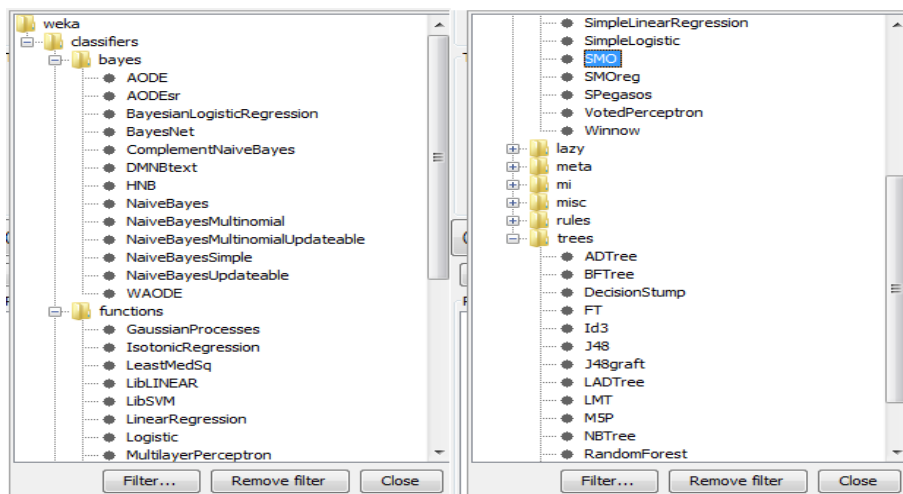 weka
classifiers
bayes
AODE
AODEsr
BayesianLogisticRegression
BayesNet
ComplementNaiveBayes
DMNBtext
HNB
NaiveBayes
NaiveBayesMultinomial
NaiveBayesMultinomialUpdateable
NaiveBayesSimple
NaiveBayesUpdateable
WAODE
functions
GaussianProcesses
IsotonicRegression
LeastMedSq
LibLINEAR
LibSVM
LinearRegression
Logistic
MultilayerPerceptron
Filter...
Remove filter
Close
SimpleLinearRegression
SimpleLogistic
SMO
SMOreg
SPegasos
VotedPerceptron
Winnow
lazy
meta
mi
misc
rules
trees
ADTree
BFTree
DecisionStump
FT
Id3
J48
J48graft
LADTree
LMT
M5P
NBTree
RandomForest
Filter...
Remove filter
Close